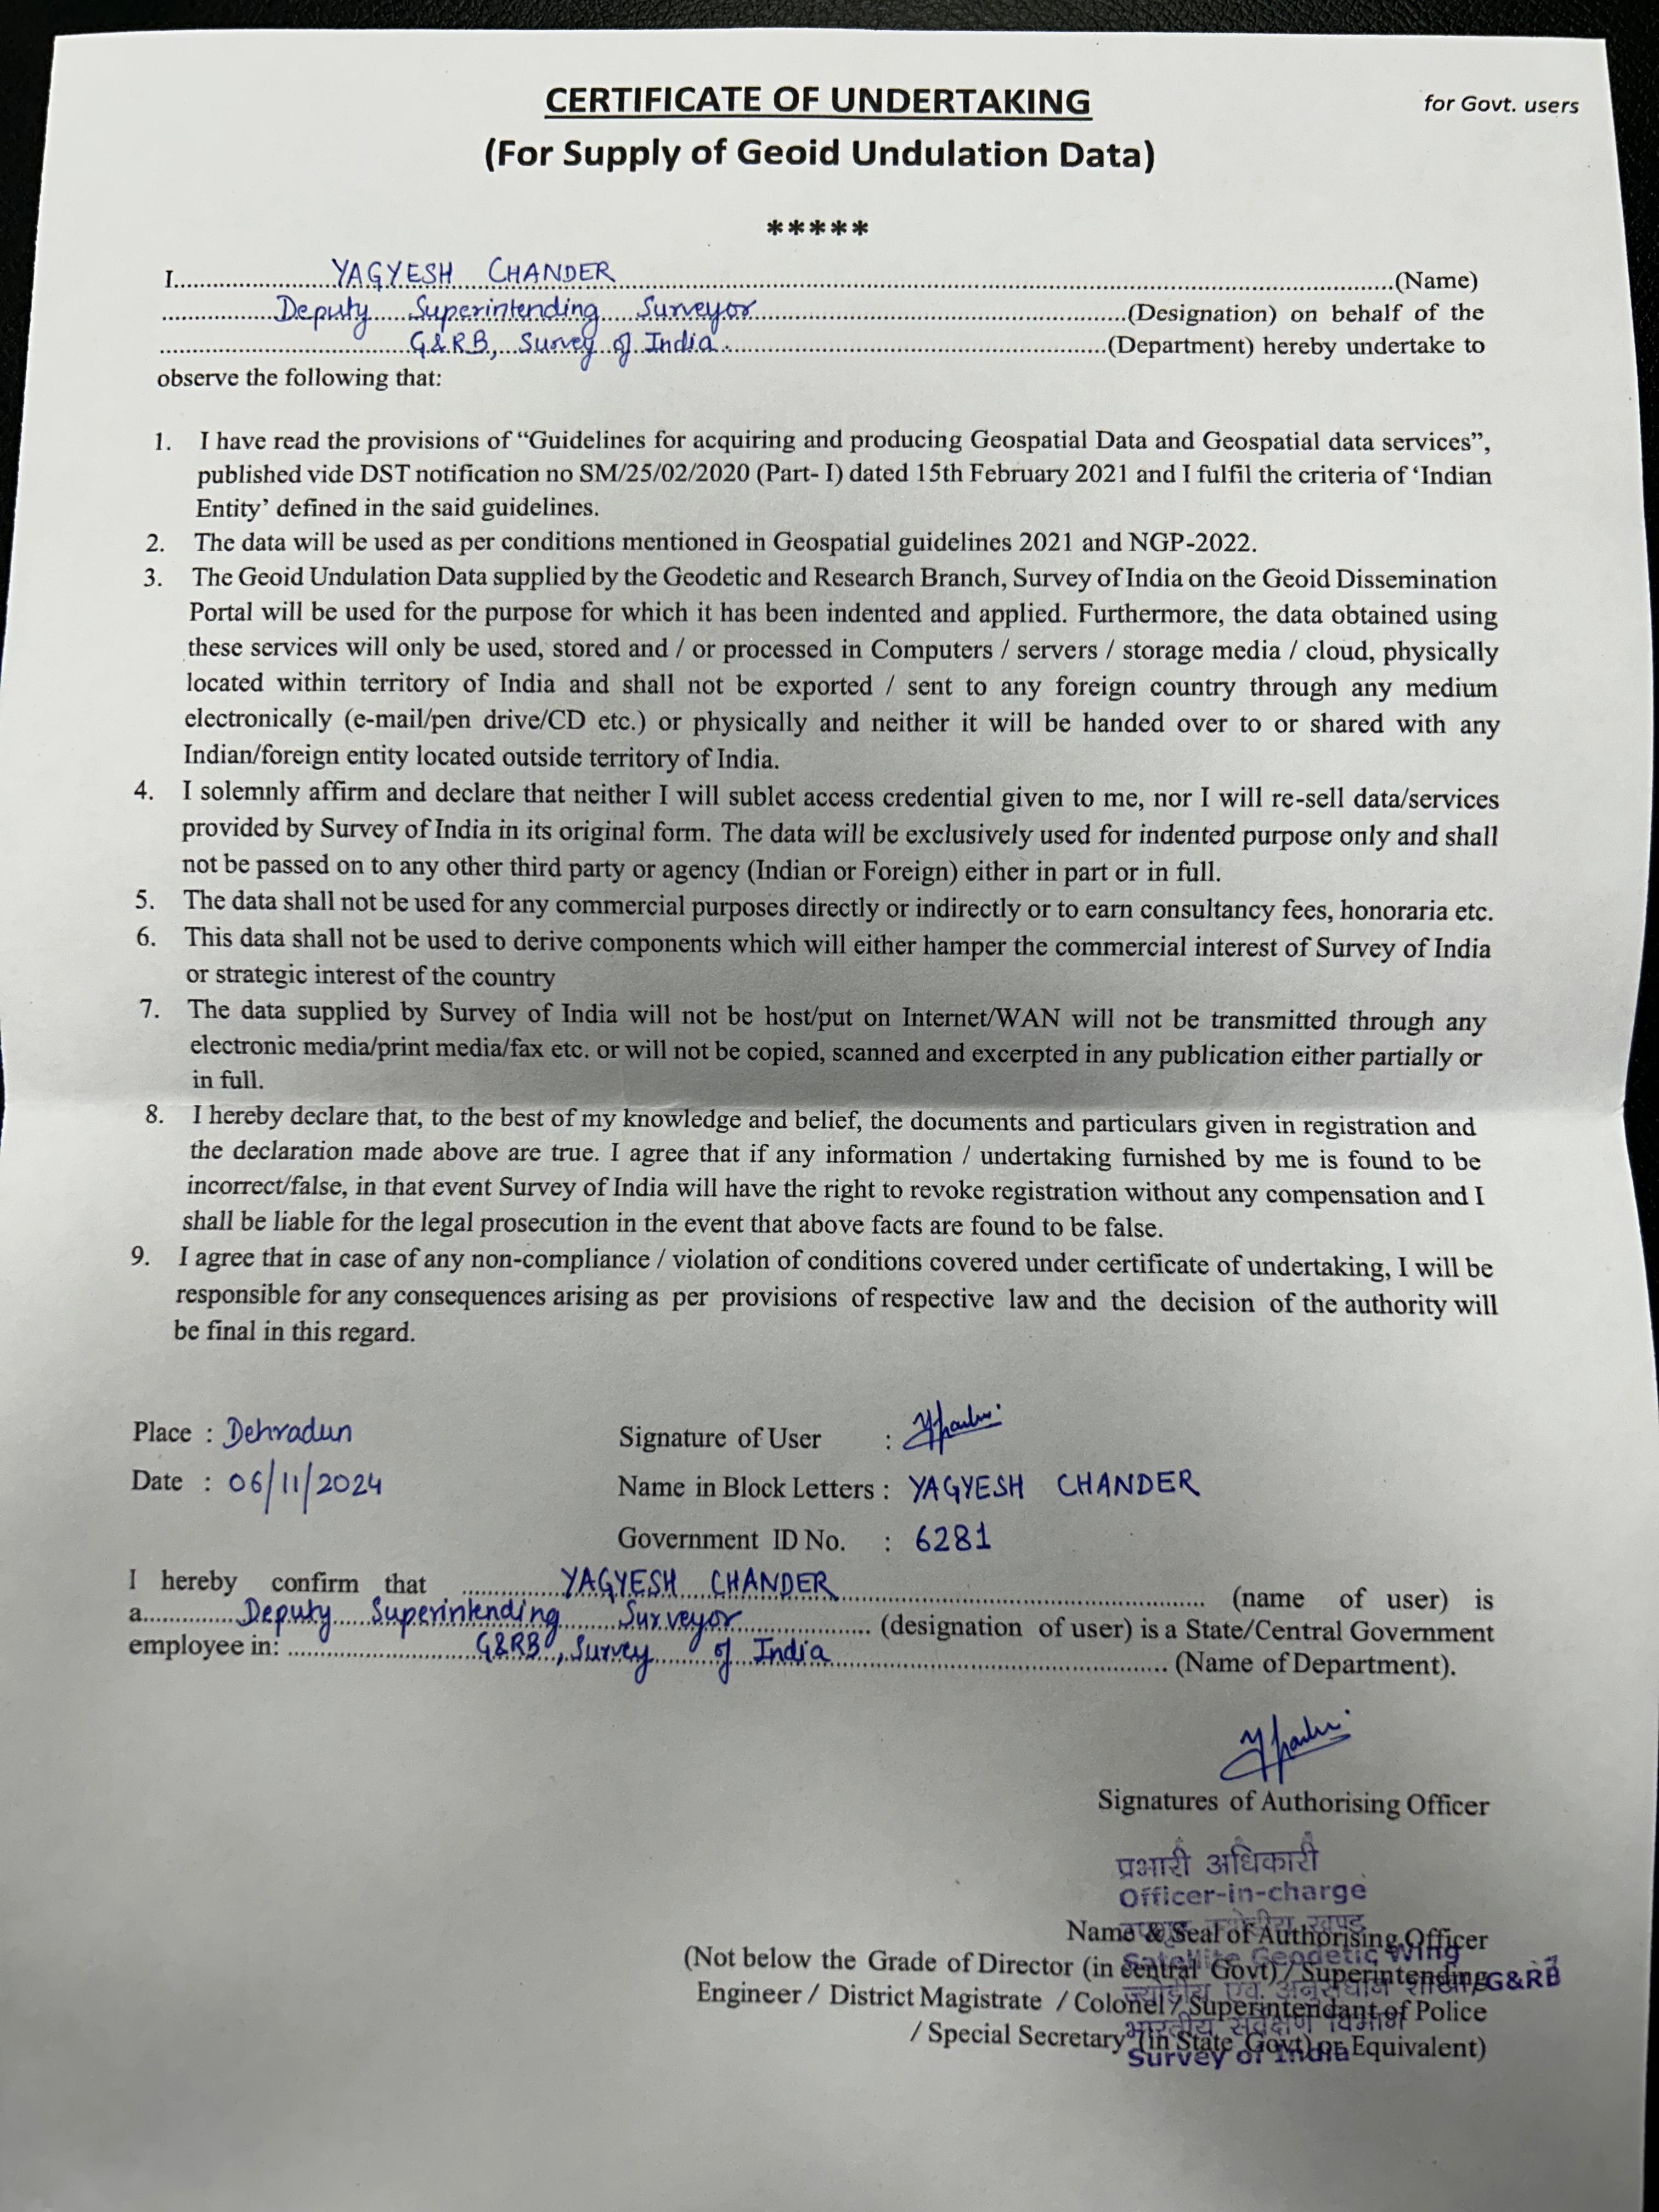 CERTIFICATE OF UNDERTAKING
for Govt. users
(For Supply of Geoid Undulation Data)
*****
I......................YAGYESH CHANDER......................(Name)
......................Deputy Superintending Surveyor......................(Designation) on behalf of the
......................G&RB, Survey of India......................(Department) hereby undertake to
observe the following that:
1. I have read the provisions of “Guidelines for acquiring and producing Geospatial Data and Geospatial data services”,
published vide DST notification no SM/25/02/2020 (Part- I) dated 15th February 2021 and I fulfil the criteria of ‘Indian
Entity’ defined in the said guidelines.
2. The data will be used as per conditions mentioned in Geospatial guidelines 2021 and NGP-2022.
3. The Geoid Undulation Data supplied by the Geodetic and Research Branch, Survey of India on the Geoid Dissemination
Portal will be used for the purpose for which it has been indented and applied. Furthermore, the data obtained using
these services will only be used, stored and / or processed in Computers / servers / storage media / cloud, physically
located within territory of India and shall not be exported / sent to any foreign country through any medium
electronically (e-mail/pen drive/CD etc.) or physically and neither it will be handed over to or shared with any
Indian/foreign entity located outside territory of India.
4. I solemnly affirm and declare that neither I will sublet access credential given to me, nor I will re-sell data/services
provided by Survey of India in its original form. The data will be exclusively used for indented purpose only and shall
not be passed on to any other third party or agency (Indian or Foreign) either in part or in full.
5. The data shall not be used for any commercial purposes directly or indirectly or to earn consultancy fees, honoraria etc.
6. This data shall not be used to derive components which will either hamper the commercial interest of Survey of India
or strategic interest of the country
7. The data supplied by Survey of India will not be host/put on Internet/WAN will not be transmitted through any
electronic media/print media/fax etc. or will not be copied, scanned and excerpted in any publication either partially or
in full.
8. I hereby declare that, to the best of my knowledge and belief, the documents and particulars given in registration and
the declaration made above are true. I agree that if any information / undertaking furnished by me is found to be
incorrect/false, in that event Survey of India will have the right to revoke registration without any compensation and I
shall be liable for the legal prosecution in the event that above facts are found to be false.
9. I agree that in case of any non-compliance / violation of conditions covered under certificate of undertaking, I will be
responsible for any consequences arising as per provisions of respective law and the decision of the authority will
be final in this regard.
Place : Dehradun
Signature of User :
Date : 06/11/2024
Name in Block Letters : YAGYESH CHANDER
Government ID No. : 6281
I hereby confirm that ......................YAGYESH CHANDER...................... (name of user) is
a......................Deputy Superintending Surveyor...................... (designation of user) is a State/Central Government
employee in: ......................G&RB, Survey of India...................... (Name of Department).
Signatures of Authorising Officer
प्रभारी अधिकारी
Officer-in-charge
Name & Seal of Authorising Officer
Satellite Geodetic Wing
(Not below the Grade of Director (in central Govt) / Superintending
ज्योडीय एवं अनुसंधान शाखा, G&RB
Engineer / District Magistrate / Colonel / Superintendant of Police
भारतीय सर्वेक्षण विभाग
/ Special Secretary (in State Govt) or Equivalent)
Survey of India